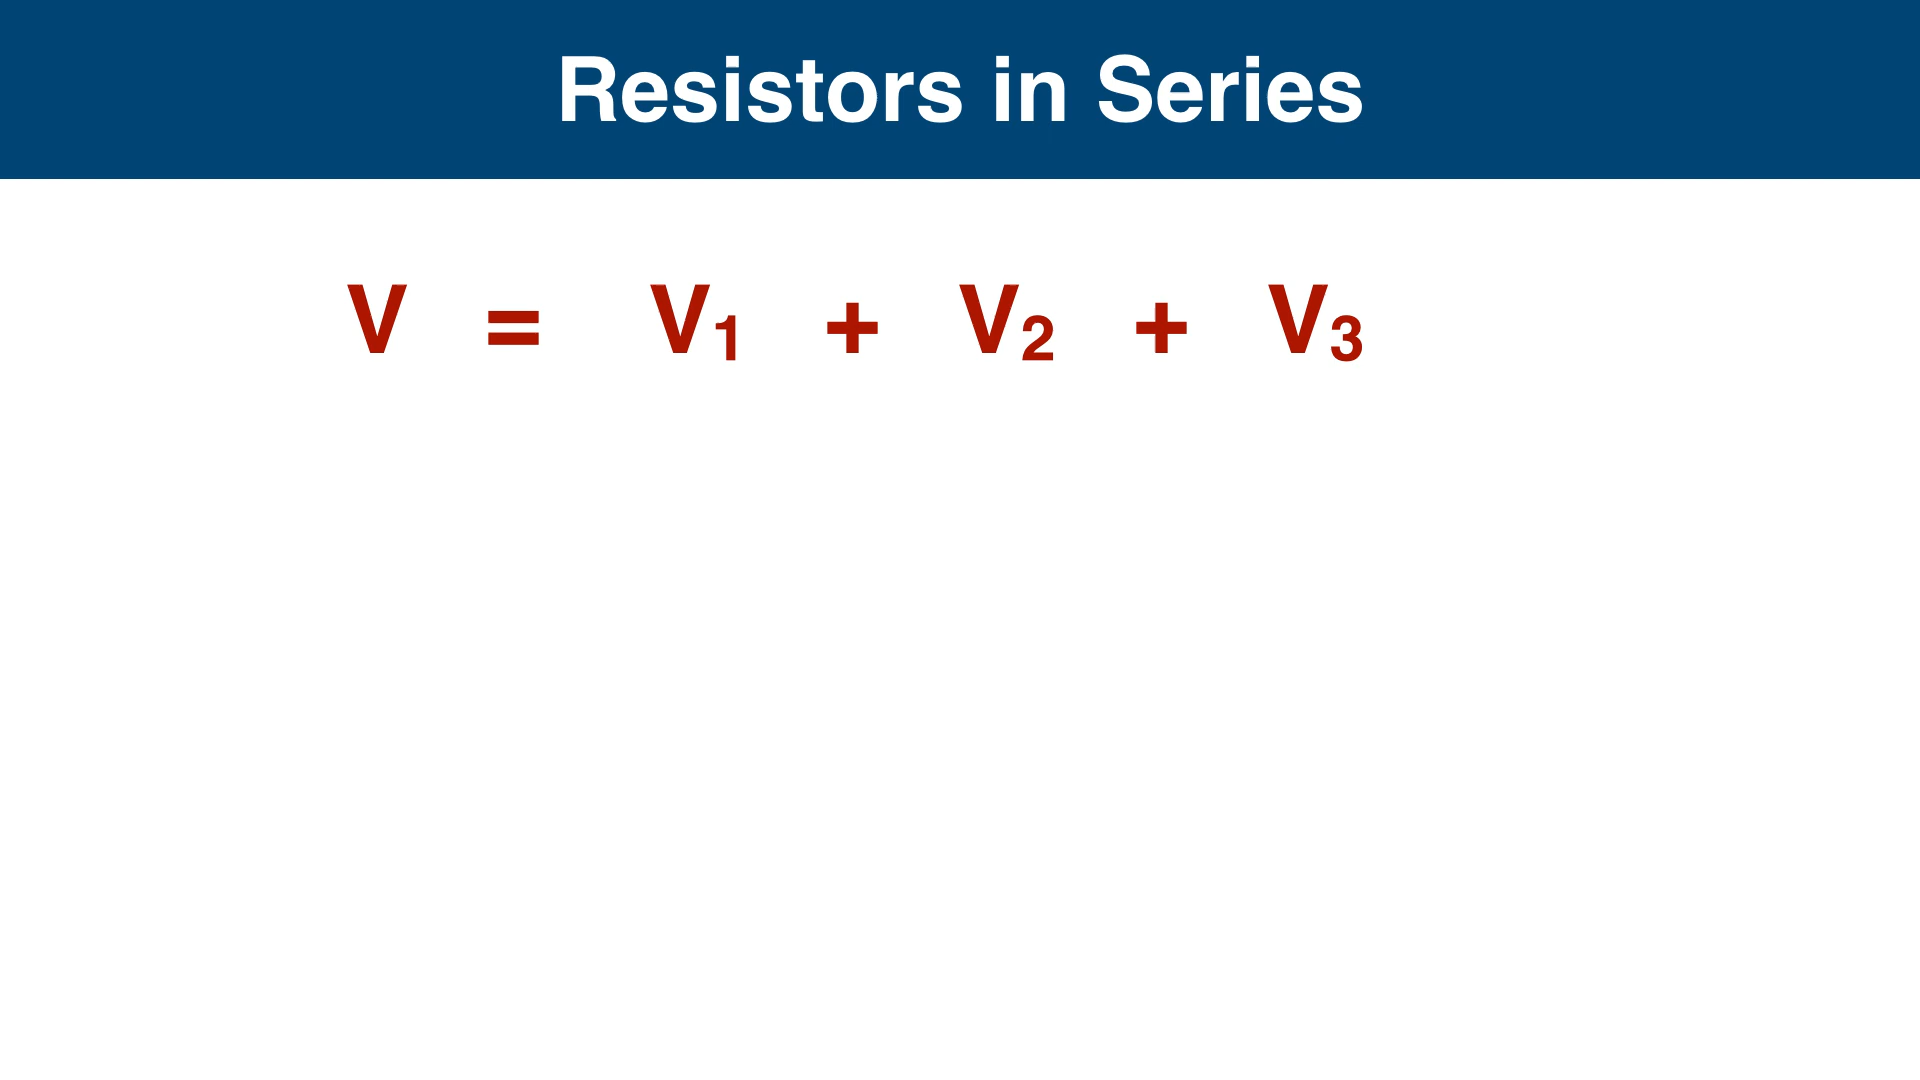 Resistors in Series
V = V₁ + V₂ + V₃